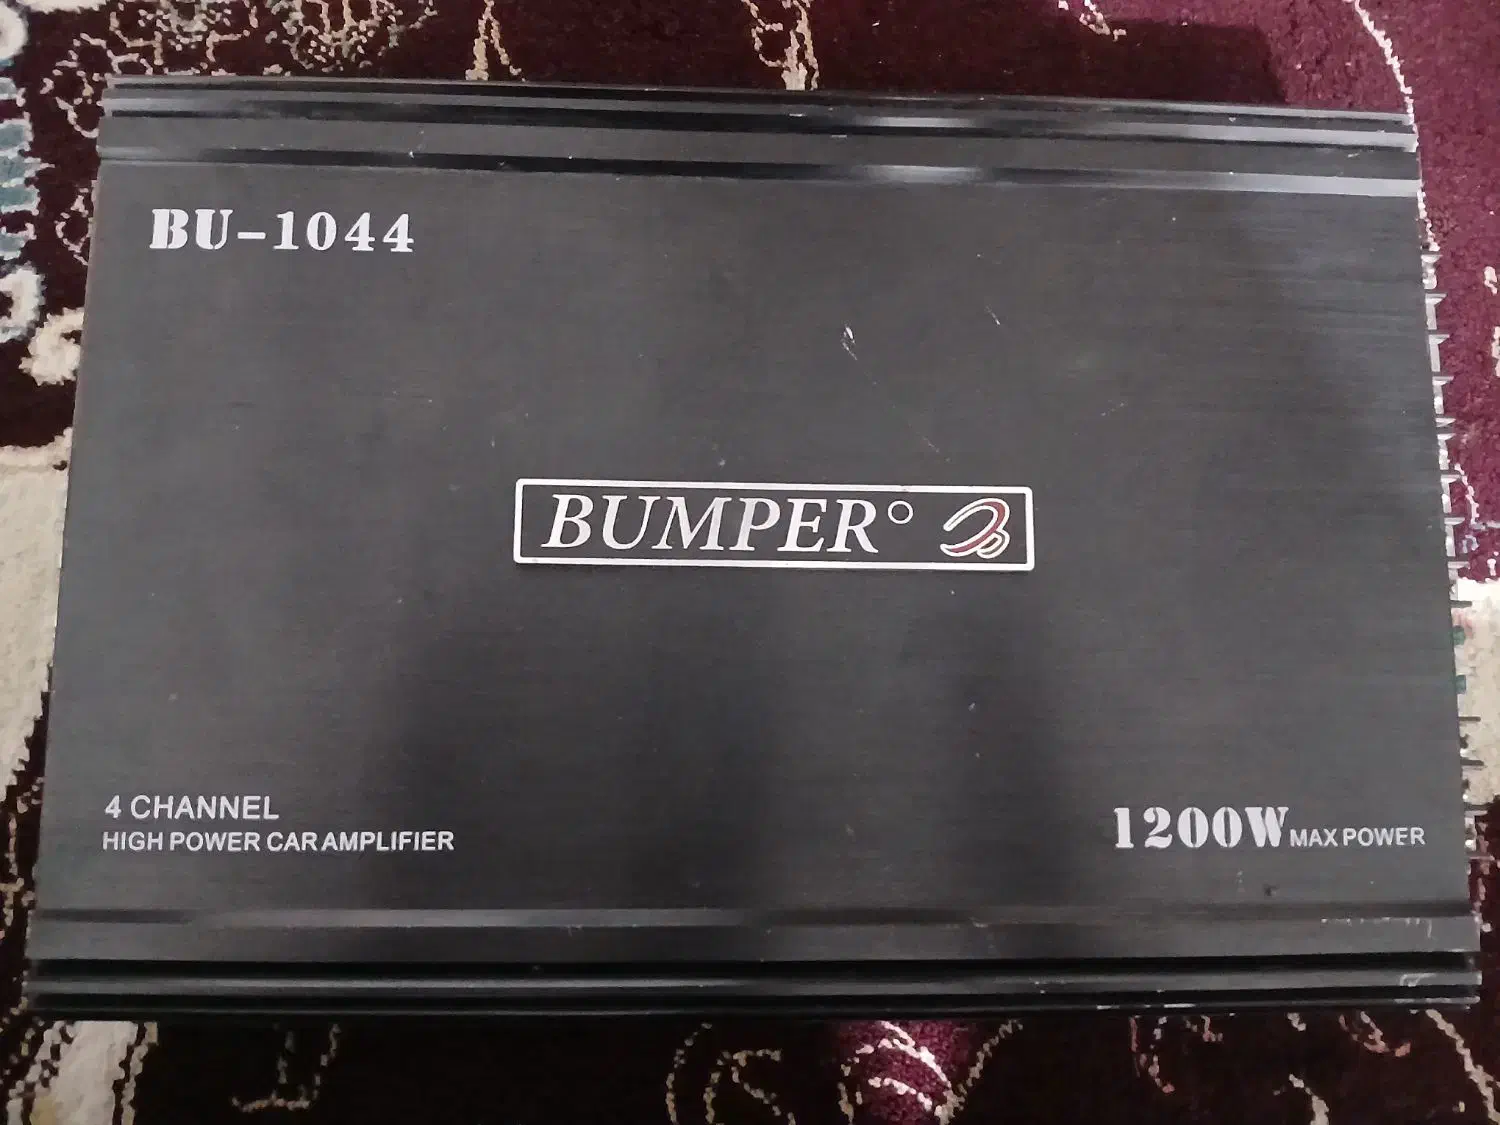 BU-1044
BUMPER°
4 CHANNEL
HIGH POWER CAR AMPLIFIER
1200W MAX POWER